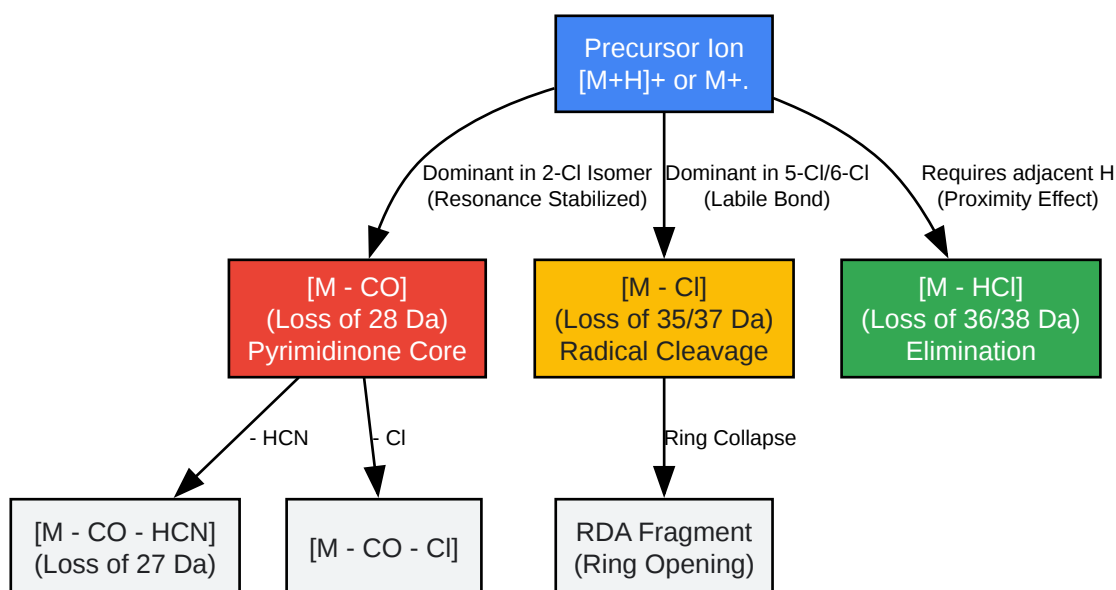 Precursor Ion
[M+H]+ or M+.
Dominant in 2-Cl Isomer
(Resonance Stabilized)
Dominant in 5-Cl/6-Cl
(Labile Bond)
Requires adjacent H
(Proximity Effect)
[M - CO]
(Loss of 28 Da)
Pyrimidinone Core
[M - Cl]
(Loss of 35/37 Da)
Radical Cleavage
[M - HCl]
(Loss of 36/38 Da)
Elimination
- HCN
- Cl
Ring Collapse
[M - CO - HCN]
(Loss of 27 Da)
[M - CO - Cl]
RDA Fragment
(Ring Opening)